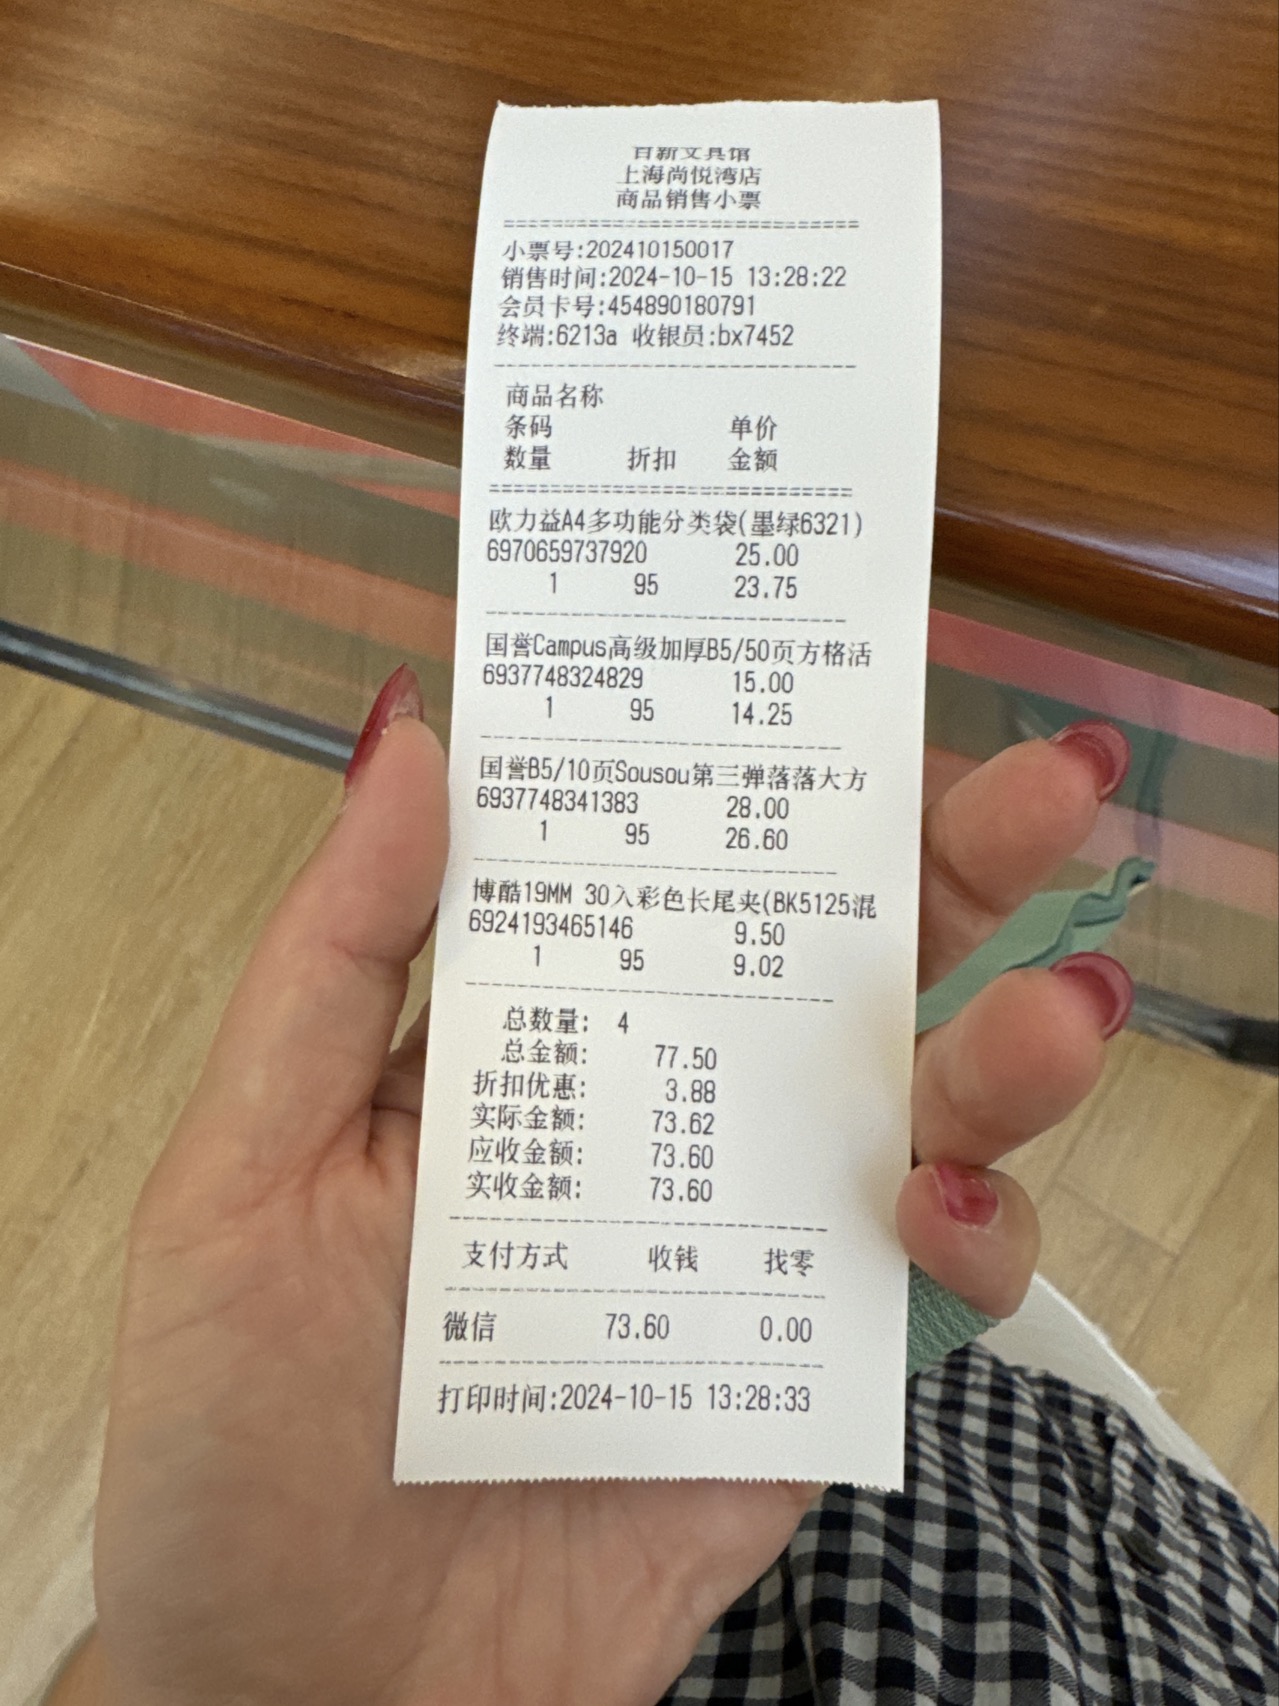 百新文具馆
上海尚悦湾店
商品销售小票
小票号:202410150017
销售时间:2024-10-15 13:28:22
会员卡号:454890180791
终端:6213a 收银员:bx7452
商品名称
条码 单价
数量 折扣 金额
欧力益A4多功能分类袋(墨绿6321)
6970659737920 25.00
1 95 23.75
国誉Campus高级加厚B5/50页方格活
6937748324829 15.00
1 95 14.25
国誉B5/10页Sousou第三弹落落大方
6937748341383 28.00
1 95 26.60
博酷19MM 30入彩色长尾夹(BK5125混
6924193465146 9.50
1 95 9.02
总数量: 4
总金额: 77.50
折扣优惠: 3.88
实际金额: 73.62
应收金额: 73.60
实收金额: 73.60
支付方式 收钱 找零
微信 73.60 0.00
打印时间:2024-10-15 13:28:33